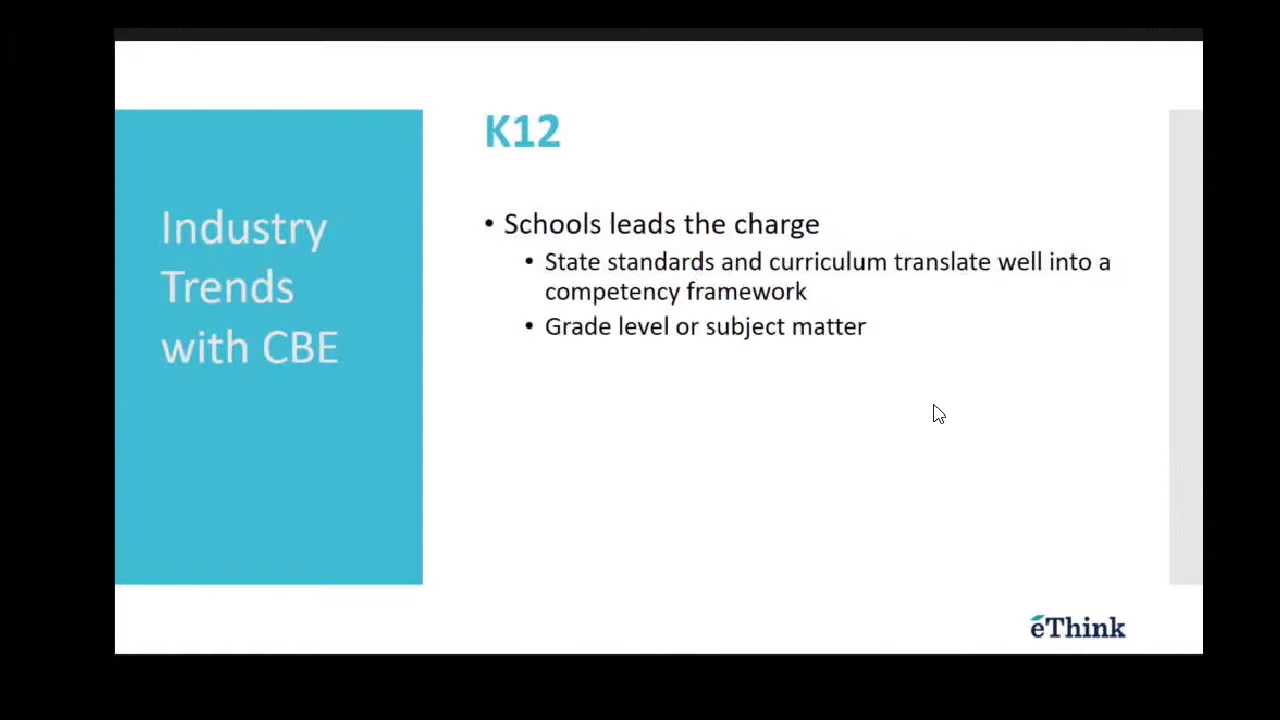 Industry
Trends
with CBE
K12
• Schools leads the charge
• State standards and curriculum translate well into a
competency framework
• Grade level or subject matter
eThink